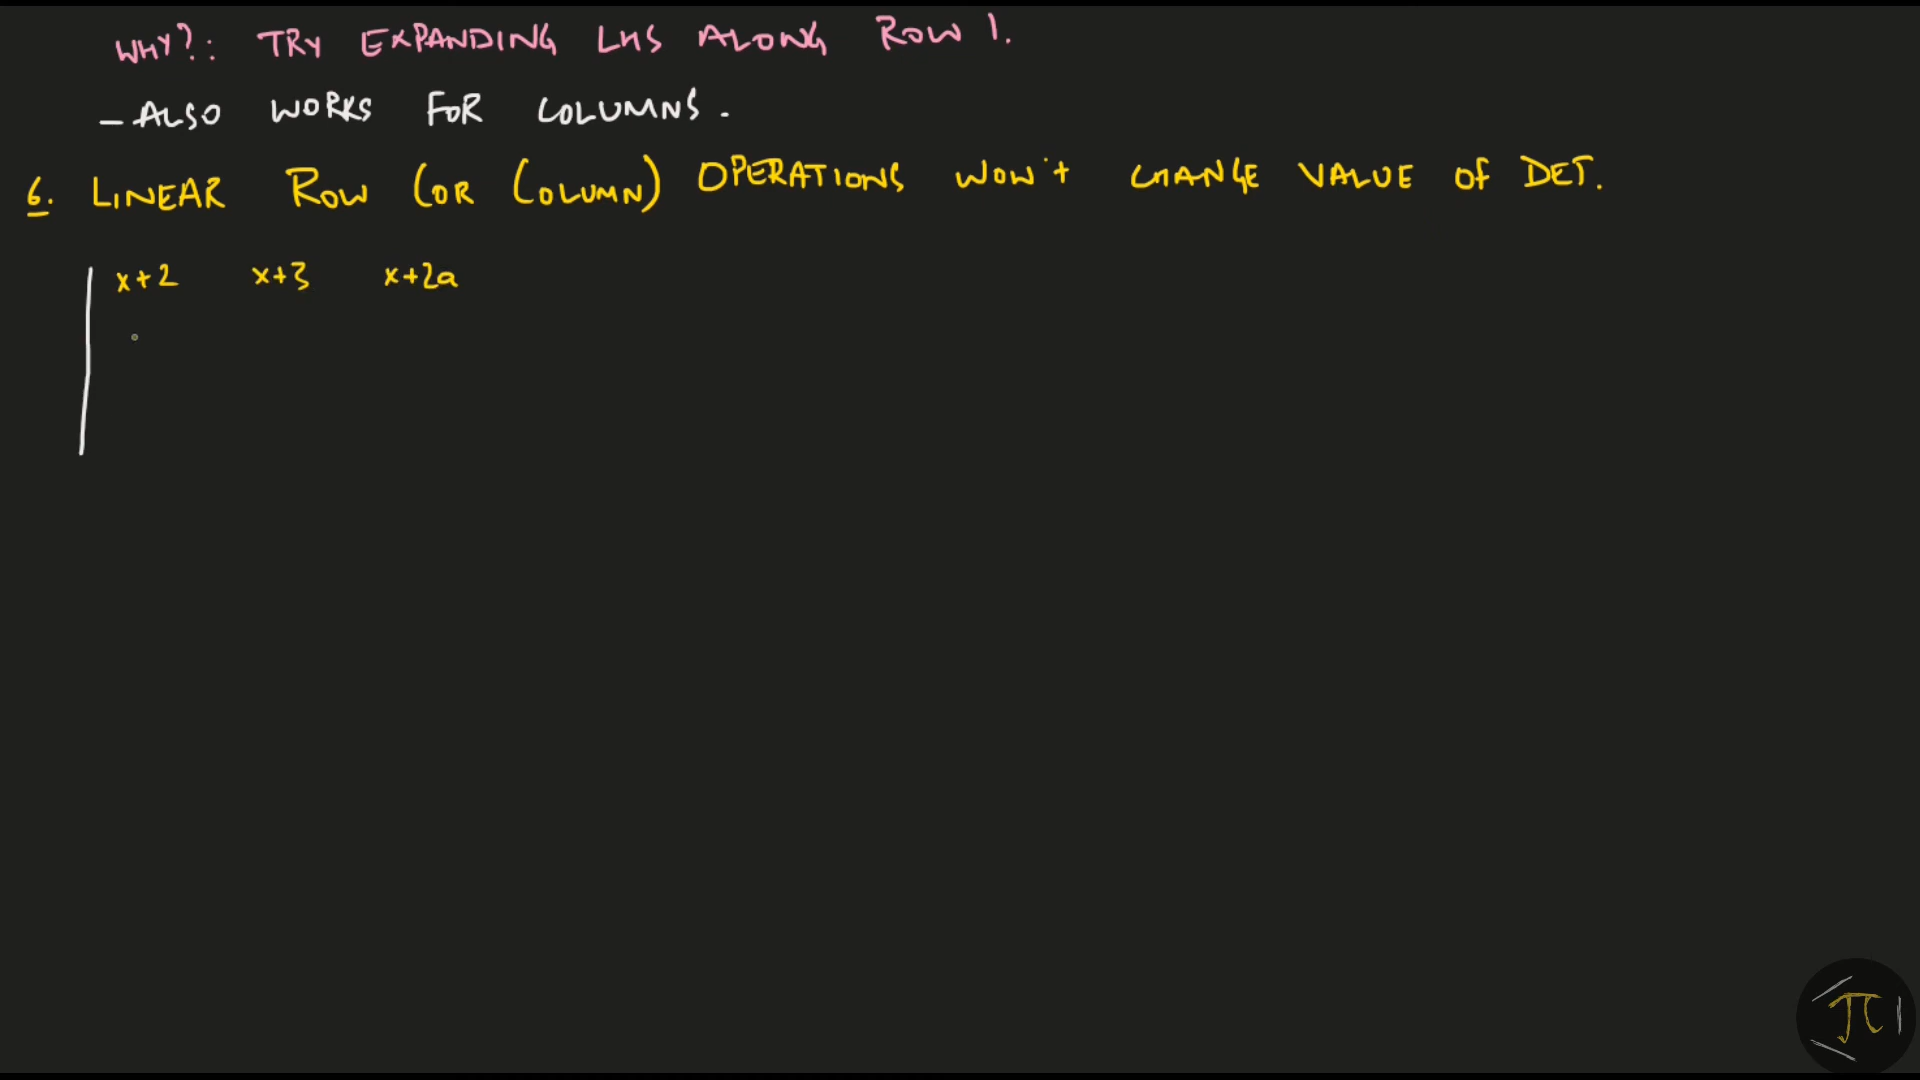 WHY?: TRY EXPANDING LHS ALONG ROW 1.
- ALSO WORKS FOR COLUMNS.
6. LINEAR ROW (OR COLUMN) OPERATIONS WON'T CHANGE VALUE OF DET.
x+2 x+3 x+2a
π